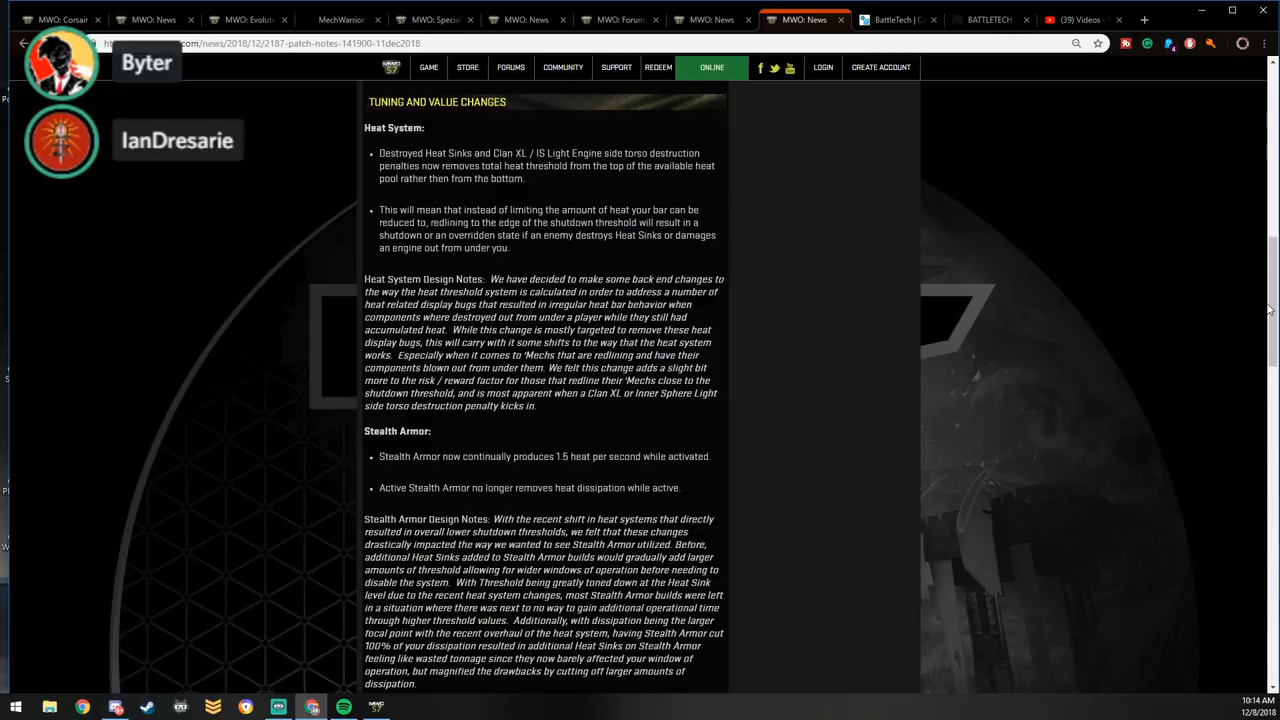 MWO: Corsair
MWO: News
MWO: Evoluti
MechWarrior
MWO: Specia
MWO: News
MWO: Forum
MWO: News
MWO: News
BattleTech | Ca
BATTLETECH
(39) Videos -
.com/news/2018/12/2187-patch-notes-141900-11dec2018
Byter
IanDresarie
GAME STORE FORUMS COMMUNITY SUPPORT REDEEM ONLINE LOGIN CREATE ACCOUNT
TUNING AND VALUE CHANGES
Heat System:
• Destroyed Heat Sinks and Clan XL / IS Light Engine side torso destruction
penalties now removes total heat threshold from the top of the available heat
pool rather then from the bottom.
• This will mean that instead of limiting the amount of heat your bar can be
reduced to, redlining to the edge of the shutdown threshold will result in a
shutdown or an overridden state if an enemy destroys Heat Sinks or damages
an engine out from under you.
Heat System Design Notes: We have decided to make some back end changes to
the way the heat threshold system is calculated in order to address a number of
heat related display bugs that resulted in irregular heat bar behavior when
components where destroyed out from under a player while they still had
accumulated heat. While this change is mostly targeted to remove these heat
display bugs, this will carry with it some shifts to the way that the heat system
works. Especially when it comes to 'Mechs that are redlining and have their
components blown out from under them. We felt this change adds a slight bit
more to the risk / reward factor for those that redline their 'Mechs close to the
shutdown threshold, and is most apparent when a Clan XL or Inner Sphere Light
side torso destruction penalty kicks in.
Stealth Armor:
• Stealth Armor now continually produces 1.5 heat per second while activated.
• Active Stealth Armor no longer removes heat dissipation while active.
Stealth Armor Design Notes: With the recent shift in heat systems that directly
resulted in overall lower shutdown thresholds, we felt that these changes
drastically impacted the way we wanted to see Stealth Armor utilized. Before,
additional Heat Sinks added to Stealth Armor builds would gradually add larger
amounts of threshold allowing for wider windows of operation before needing to
disable the system. With Threshold being greatly toned down at the Heat Sink
level due to the recent heat system changes, most Stealth Armor builds were left
in a situation where there was next to no way to gain additional operational time
through higher threshold values. Additionally, with dissipation being the larger
focal point with the recent overhaul of the heat system, having Stealth Armor cut
100% of your dissipation resulted in additional Heat Sinks on Stealth Armor
feeling like wasted tonnage since they now barely affected your window of
operation, but magnified the drawbacks by cutting off larger amounts of
dissipation.
10:14 AM
12/8/2018